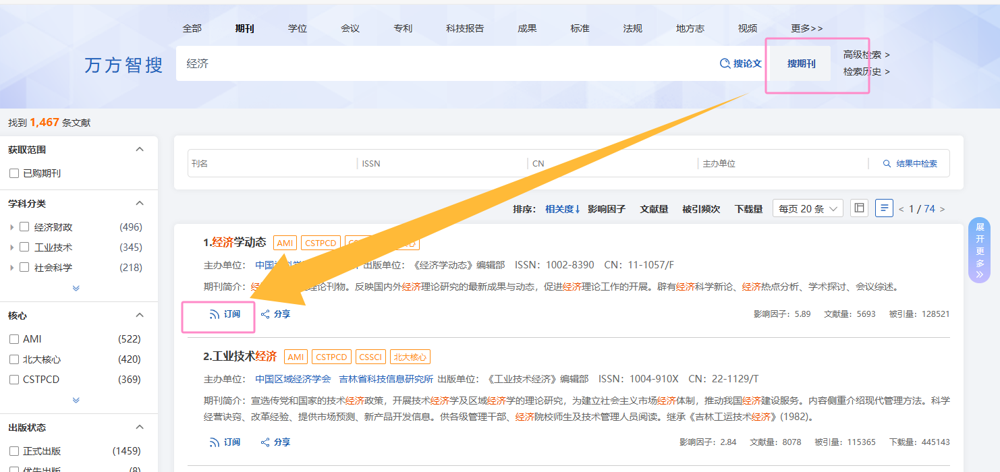 全部 期刊 学位 会议 专利 科技报告 成果 标准 法规 地方志 视频 更多>>
万方智搜 经济 搜论文 搜期刊
高级检索 >
检索历史 >
找到 1,467 条文献
获取范围
已购期刊
学科分类
经济财政 (496)
工业技术 (345)
社会科学 (218)
核心
AMI (522)
北大核心 (420)
CSTPCD (369)
出版状态
正式出版 (1459)
优先出版 (8)
刊名 ISSN CN 主办单位 结果中检索
排序: 相关度↓ 影响因子 文献量 被引频次 下载量 每页 20 条 < 1 / 74 >
1.经济学动态 AMI CSTPCD
主办单位: 中国 出版单位: 《经济学动态》编辑部 ISSN: 1002-8390 CN: 11-1057/F
期刊简介: 理论刊物。反映国内外经济理论研究的最新成果与动态，促进经济理论工作的开展。辟有经济科学新论、经济热点分析、学术探讨、会议综述。
订阅 分享 影响因子: 5.89 文献量: 5693 被引量: 128521
2.工业技术经济 AMI CSTPCD CSSCI 北大核心
主办单位: 中国区域经济学会 吉林省科技信息研究所 出版单位: 《工业技术经济》编辑部 ISSN: 1004-910X CN: 22-1129/T
期刊简介: 宣选传党和国家的技术经济政策，开展技术经济学及区域经济学的理论研究，为建立社会主义市场经济体制，推动我国经济建设服务。内容侧重介绍现代管理方法。科学
经营诀窍、改革经验、提供市场预测、新产品开发信息。供各级管理干部、经济院校师生及技术管理人员阅读。继承《吉林工运技术经济》(1982)。
订阅 分享 影响因子: 2.84 文献量: 8078 被引量: 115365 下载量: 445143
展
开
更
多